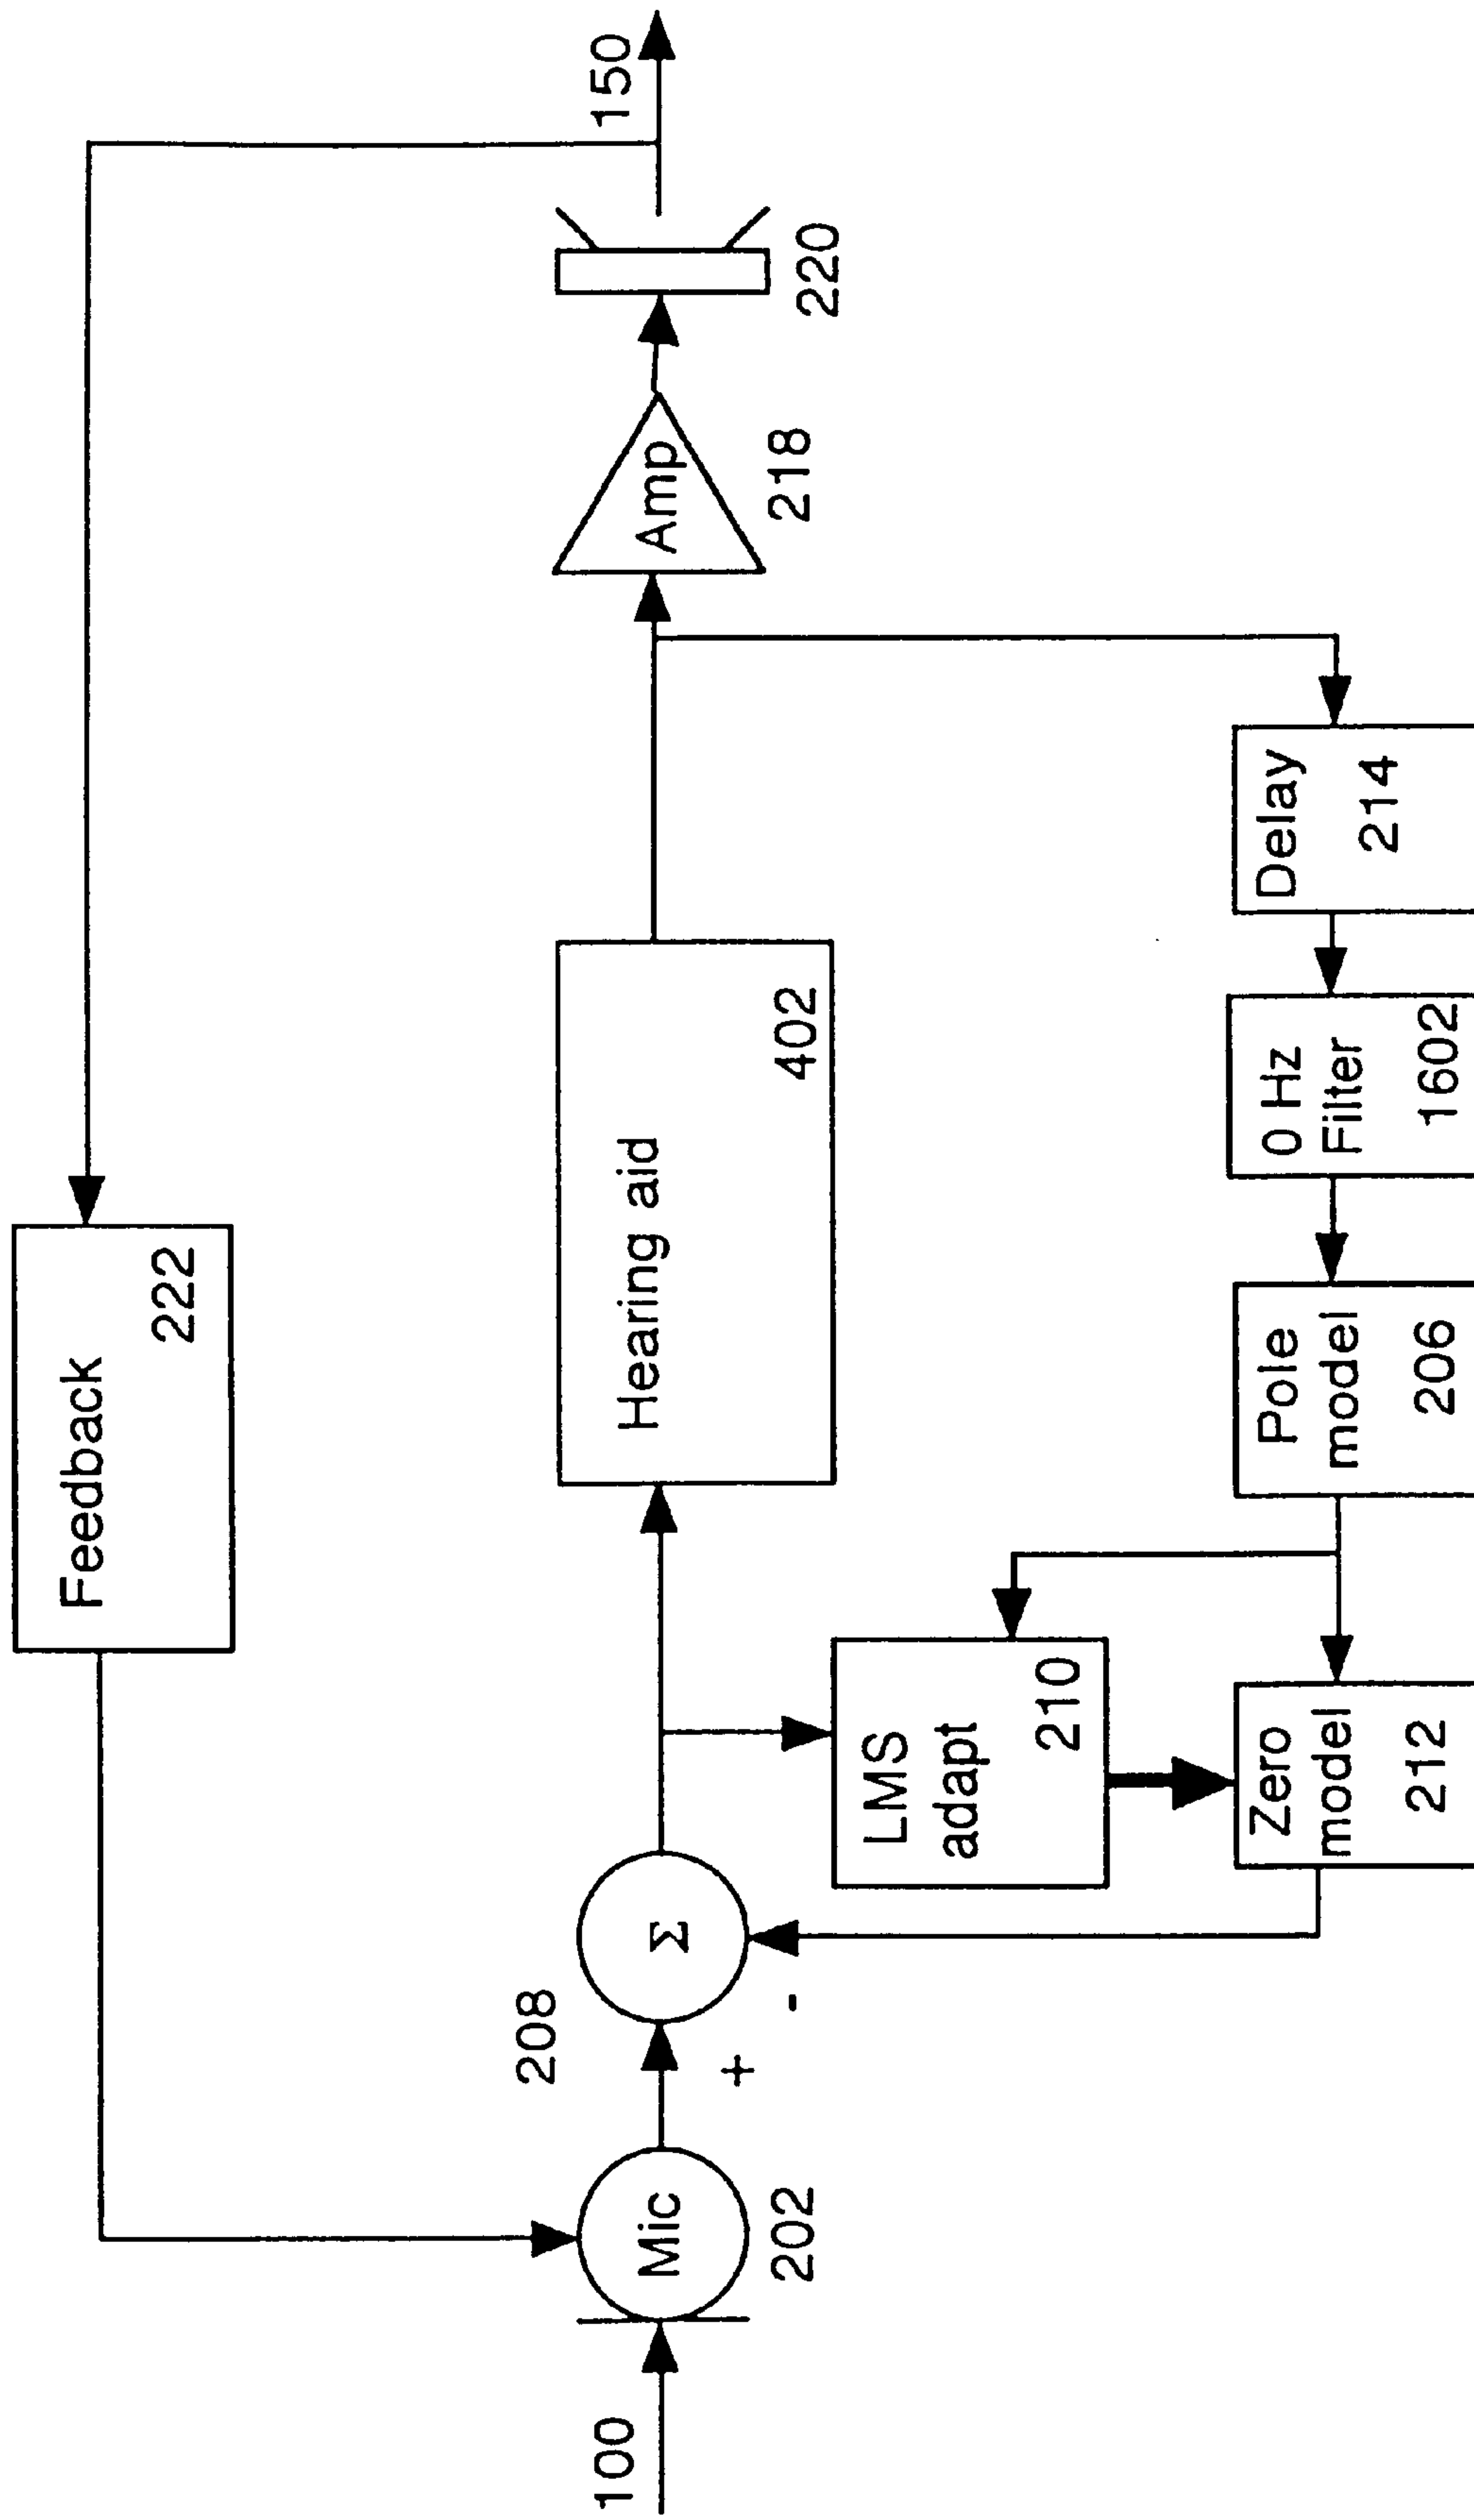 Feedback
222
150
208
Σ
Mic
202
100
+
-
Hearing aid
402
Amp
218
220
LMS
adapt
210
Zero
model
212
Pole
model
206
0 Hz
Filter
1602
Delay
214